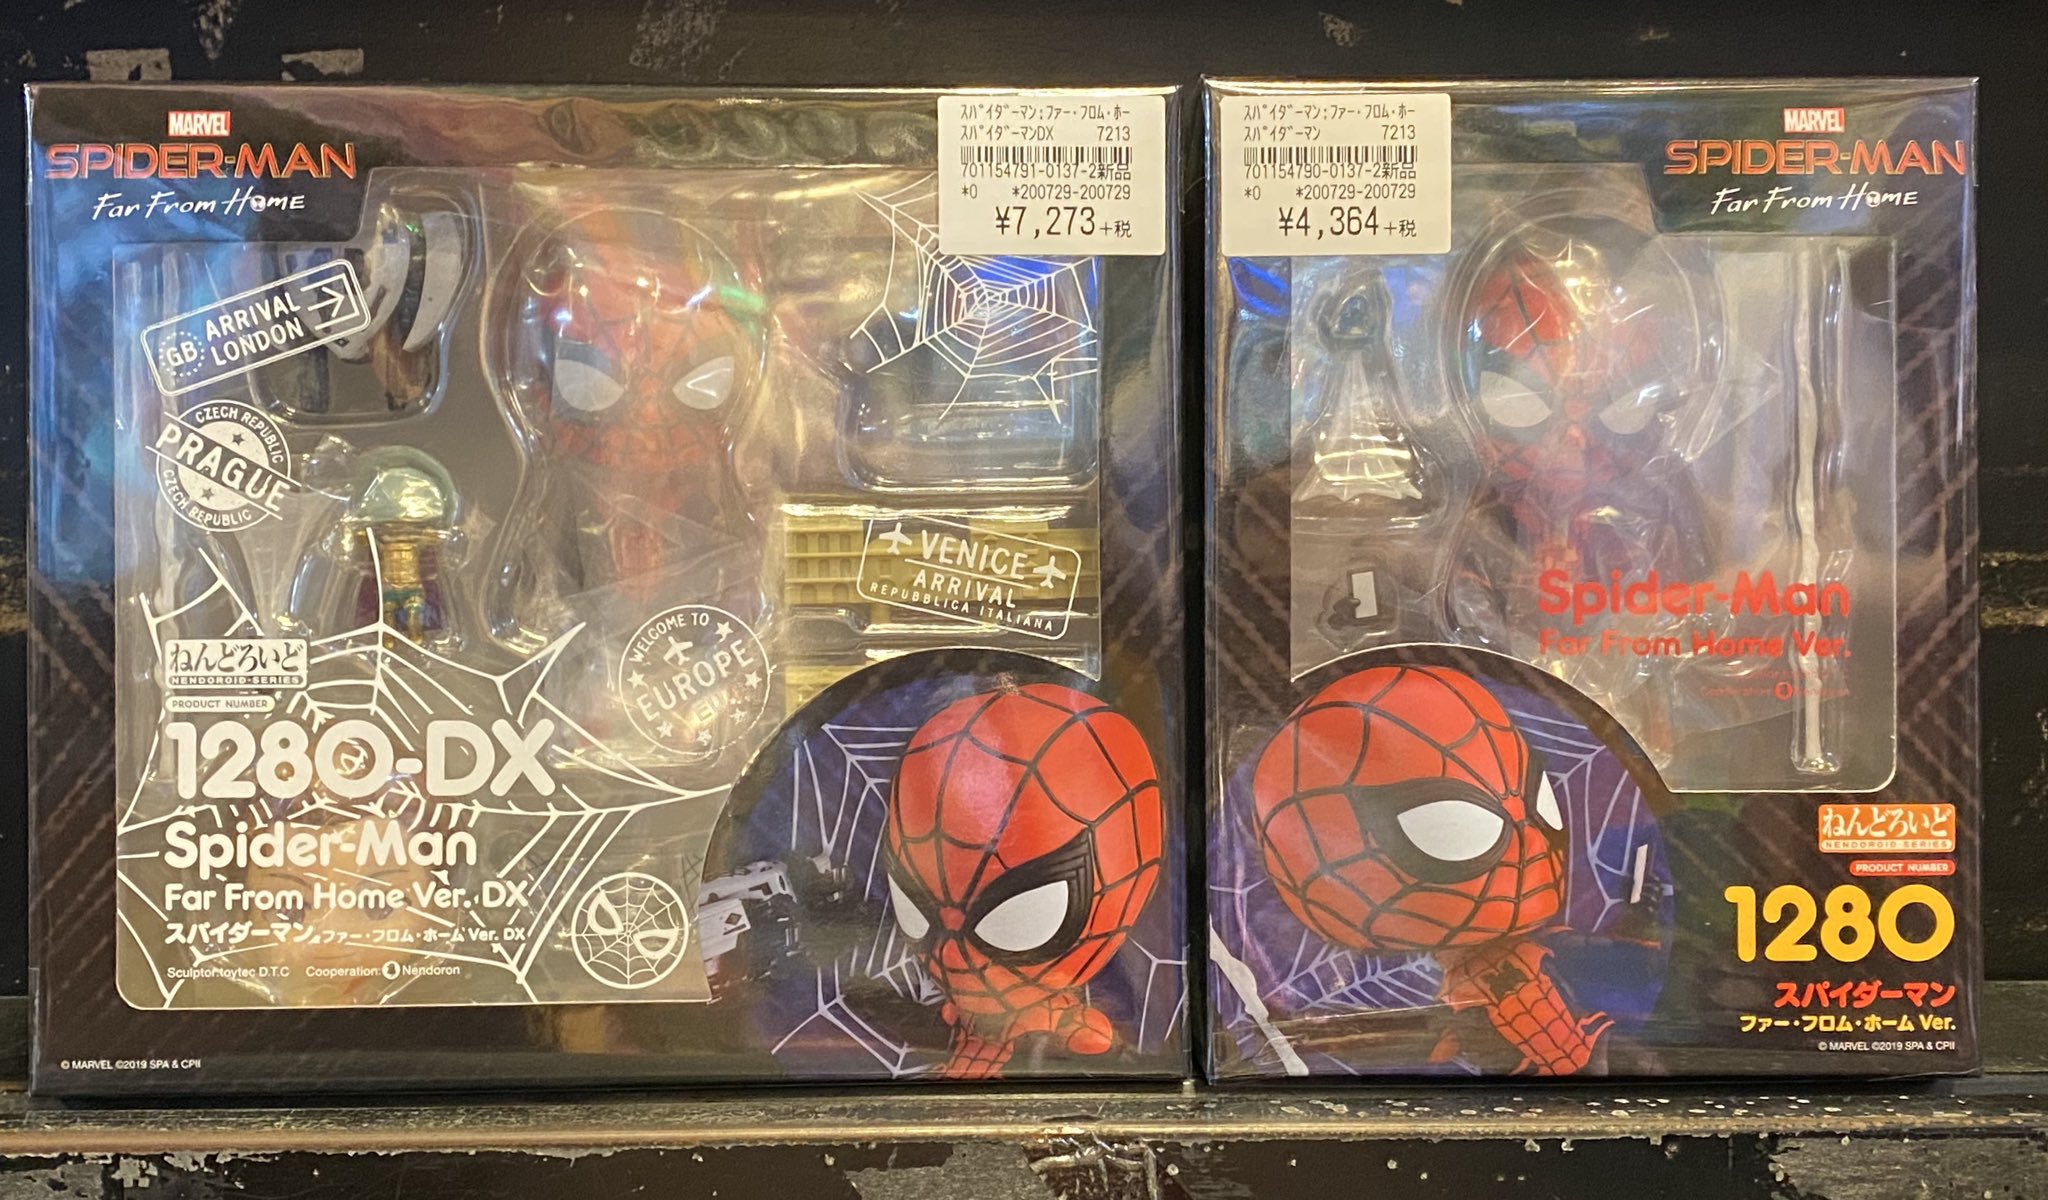 MARVEL
SPIDER-MAN
Far From Home
スパイダーマン:ファー・フロム・ホー
スパイダーマンDX 7213
701154791-0137-2新品
*0 *200729-200729
¥7,273+税
GB ARRIVAL
LONDON
CZECH REPUBLIC
PRAGUE
CZECH REPUBLIC
VENICE
ARRIVAL
REPUBBLICA ITALIANA
WELCOME TO
EUROPE
EU
ねんどろいど
NENDOROID-SERIES
PRODUCT NUMBER
1280-DX
Spider-Man
Far From Home Ver. DX
スパイダーマン ファー・フロム・ホーム Ver. DX
Sculptor:toytec D.T.C Cooperation: Nendoron
© MARVEL ©2019 SPA & CPII
スパイダーマン:ファー・フロム・ホー
スパイダーマン 7213
701154790-0137-2新品
*0 *200729-200729
¥4,364+税
MARVEL
SPIDER-MAN
Far From Home
Spider-Man
Far From Home Ver.
Cooperation: Nendoron
ねんどろいど
NENDOROID-SERIES
PRODUCT NUMBER
1280
スパイダーマン
ファー・フロム・ホーム Ver.
© MARVEL ©2019 SPA & CPII